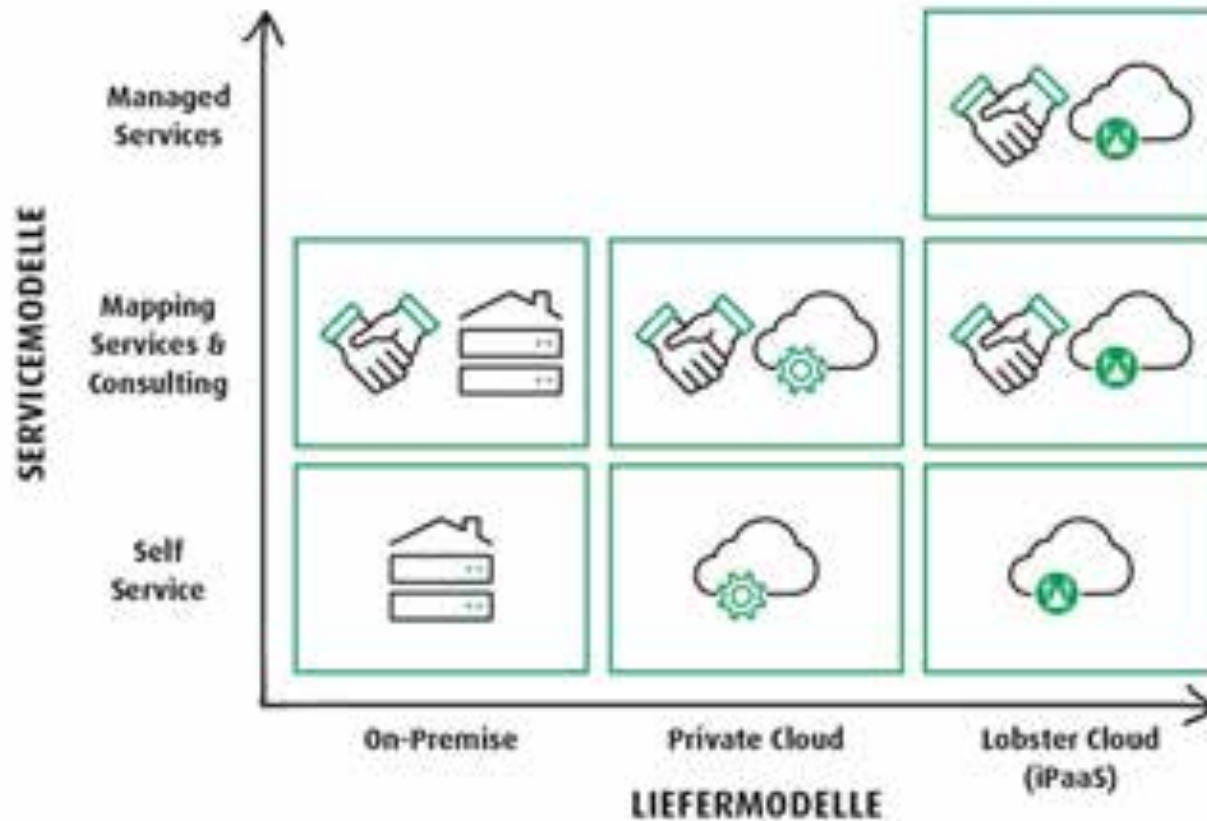 Managed
Services
SERVICEMODELLE
Mapping
Services &
Consulting
Self
Service
On-Premise
Private Cloud
Lobster Cloud
(iPaaS)
LIEFERMODELLE